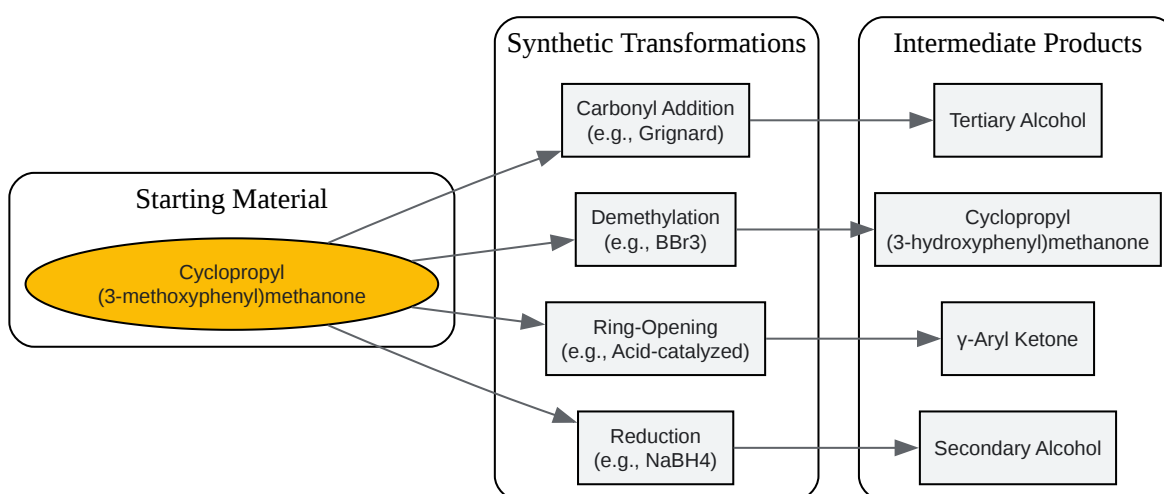 Starting Material
Cyclopropyl
(3-methoxyphenyl)methanone
Synthetic Transformations
Carbonyl Addition
(e.g., Grignard)
Demethylation
(e.g., BBr3)
Ring-Opening
(e.g., Acid-catalyzed)
Reduction
(e.g., NaBH4)
Intermediate Products
Tertiary Alcohol
Cyclopropyl
(3-hydroxyphenyl)methanone
γ-Aryl Ketone
Secondary Alcohol